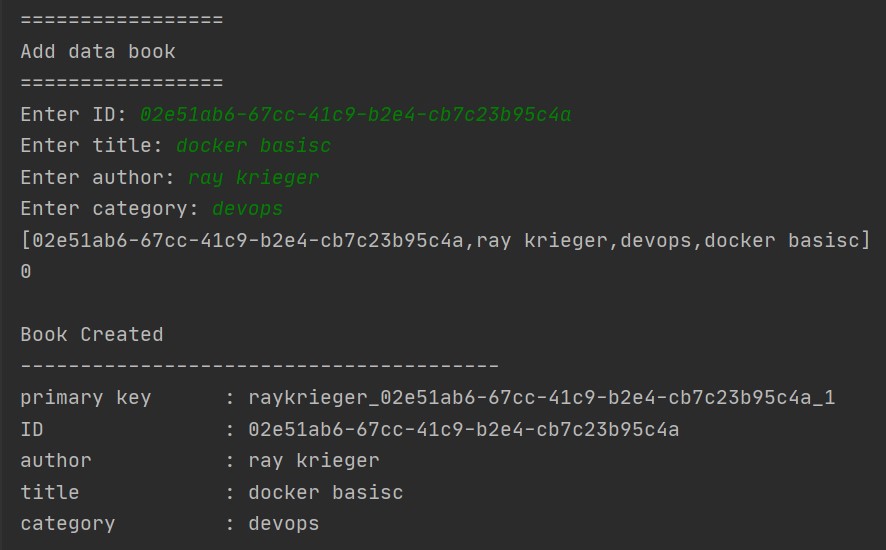 =================
Add data book
=================
Enter ID: 02e51ab6-67cc-41c9-b2e4-cb7c23b95c4a
Enter title: docker basisc
Enter author: ray krieger
Enter category: devops
[02e51ab6-67cc-41c9-b2e4-cb7c23b95c4a,ray krieger,devops,docker basisc]
0
Book Created
----------------------------------------
primary key      : raykrieger_02e51ab6-67cc-41c9-b2e4-cb7c23b95c4a_1
ID               : 02e51ab6-67cc-41c9-b2e4-cb7c23b95c4a
author           : ray krieger
title            : docker basisc
category         : devops